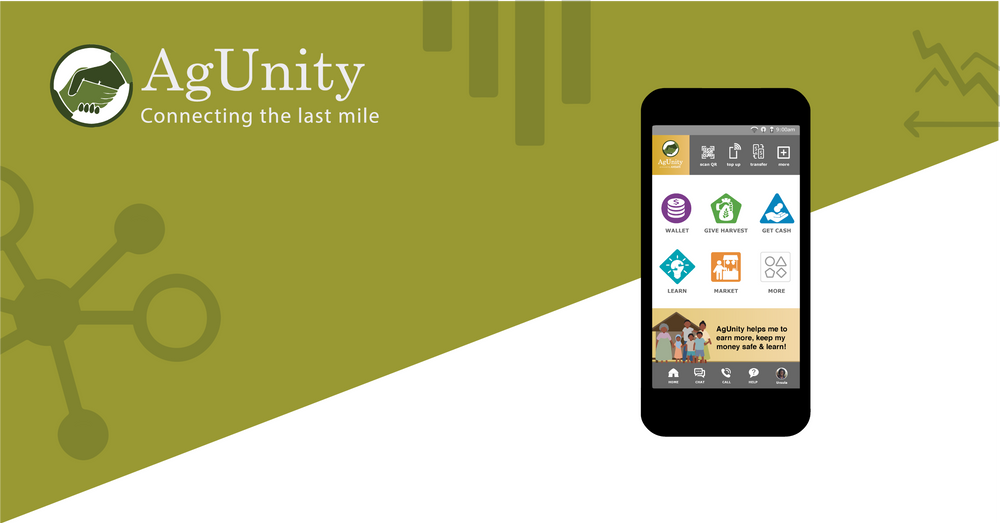 AgUnity
Connecting the last mile
9:00am
AgUnity
scan QR
top up
transfer
more
WALLET
GIVE HARVEST
GET CASH
LEARN
MARKET
MORE
AgUnity helps me to
earn more, keep my
money safe & learn!
HOME
CHAT
CALL
HELP